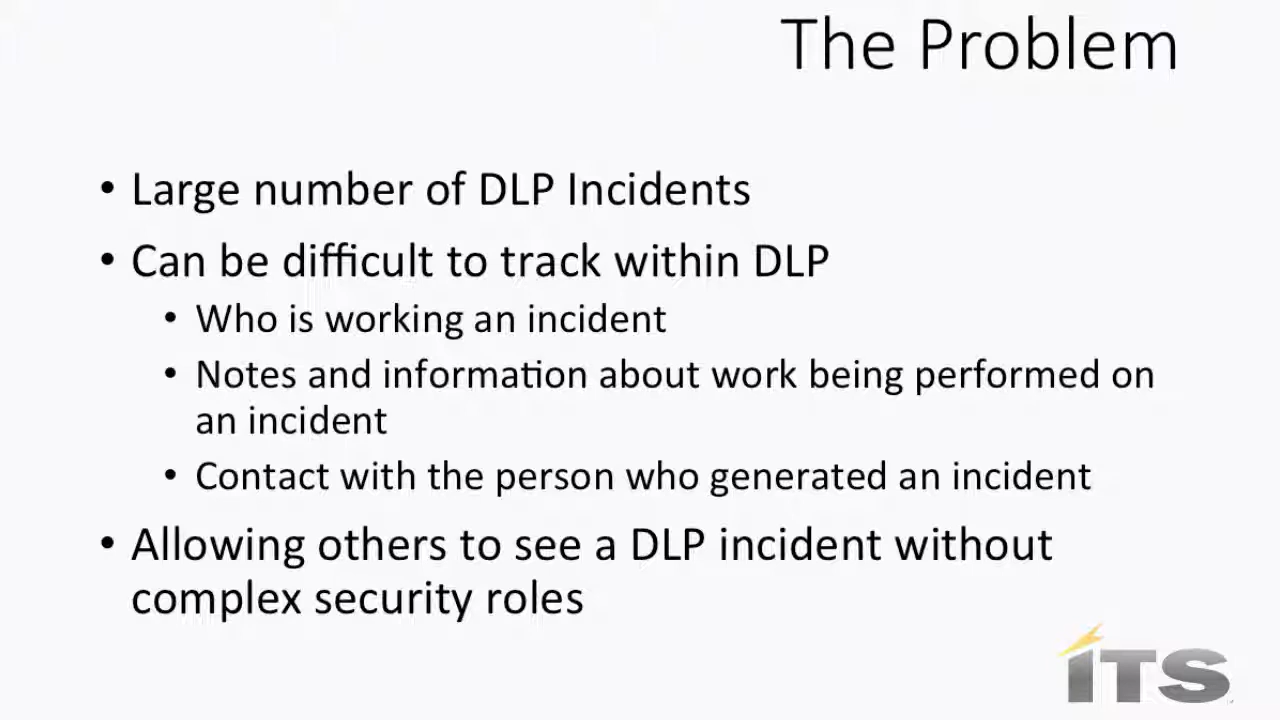 The Problem
• Large number of DLP Incidents
• Can be difficult to track within DLP
• Who is working an incident
• Notes and information about work being performed on
an incident
• Contact with the person who generated an incident
• Allowing others to see a DLP incident without
complex security roles
iTS